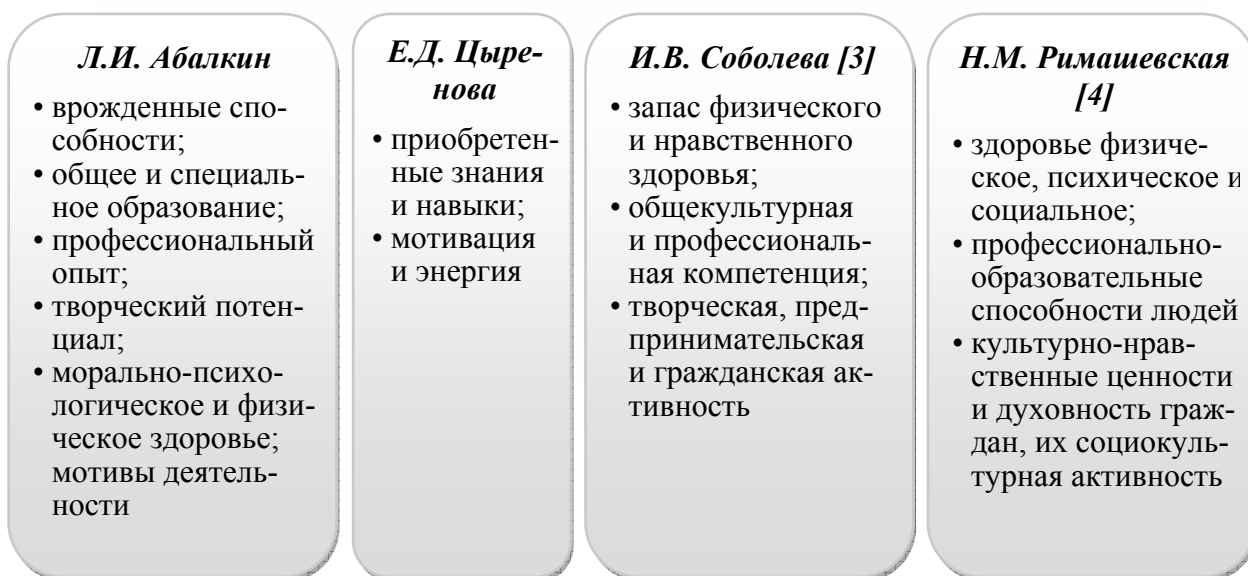 Л.И. Абалкин
• врожденные спо-
собности;
• общее и специаль-
ное образование;
• профессиональный
опыт;
• творческий потен-
циал;
• морально-психо-
логическое и физи-
ческое здоровье;
мотивы деятель-
ности
Е.Д. Цыре-
нова
• приобретен-
ные знания
и навыки;
• мотивация
и энергия
И.В. Соболева [3]
• запас физического
и нравственного
здоровья;
• общекультурная
и профессиональ-
ная компетенция;
• творческая, пред-
принимательская
и гражданская ак-
тивность
Н.М. Римашевская
[4]
• здоровье физиче-
ское, психическое и
социальное;
• профессионально-
образовательные
способности людей
• культурно-нрав-
ственные ценности
и духовность граж-
дан, их социокуль-
турная активность